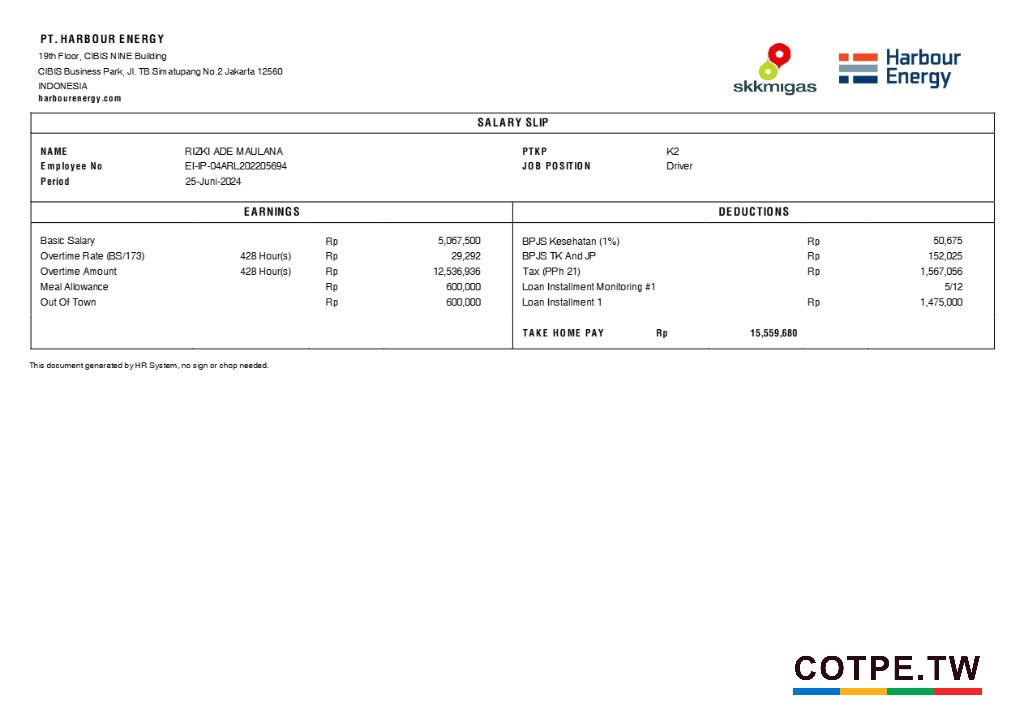 PT. HARBOUR ENERGY
19th Floor, CIBIS NINE Building
CIBIS Business Park, Jl. TB Simatupang No.2 Jakarta 12560
INDONESIA
harbourenergy.com
skkmigas
Harbour
Energy
SALARY SLIP
NAME RIZKI ADE MAULANA PTKP K2
Employee No EI-IP-04ARL202205694 JOB POSITION Driver
Period 25-Juni-2024
EARNINGS DEDUCTIONS
Basic Salary Rp 5,067,500 BPJS Kesehatan (1%) Rp 50,675
Overtime Rate (BS/173) 428 Hour(s) Rp 29,292 BPJS TK And JP Rp 152,025
Overtime Amount 428 Hour(s) Rp 12,536,936 Tax (PPh 21) Rp 1,567,056
Meal Allowance Rp 600,000 Loan Installment Monitoring #1 5/12
Out Of Town Rp 600,000 Loan Installment 1 Rp 1,475,000
TAKE HOME PAY Rp 15,559,680
This document generated by HR System, no sign or chop needed.
COTPE.TW